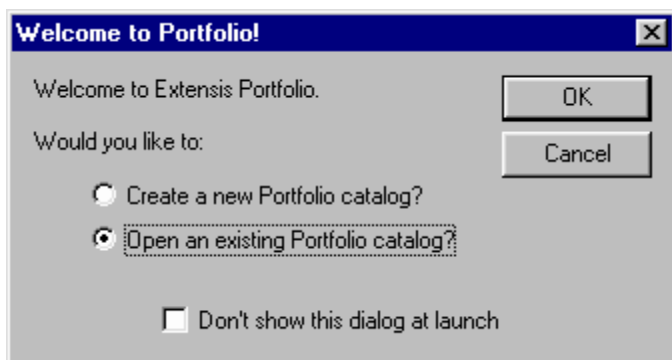 Welcome to Portfolio!
Welcome to Extensis Portfolio.
OK
Would you like to:
Cancel
Create a new Portfolio catalog?
Open an existing Portfolio catalog?
Don't show this dialog at launch